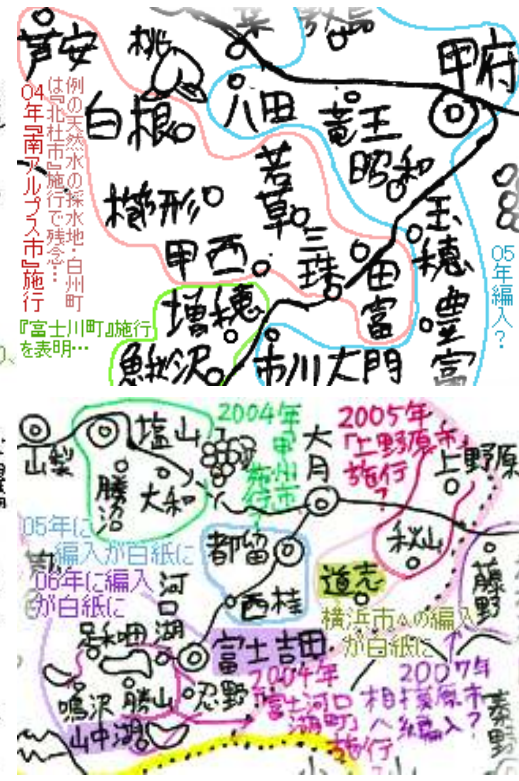 芦安
桃
甲府
白根
八田
竜王
昭和
若草
櫛形
甲西
三珠
玉穂
田富
豊富
増穂
鰍沢
市川大門
例の天然水の採水地・白州町
は『北杜市』施行で残念…
04年『南アルプス市』施行
『富士川町』施行
を表明…
05年編入?
山梨
塩山
勝沼
大和
2004年
甲州市
施行
大月
2005年
「上野原市」
施行?
上野原
秋山
藤野
05年に
編入が白紙に
都留
西桂
道志
横浜市への編入
が白紙に
06年に編入
が白紙に
河口湖
足和田
富士吉田
鳴沢
勝山
忍野
山中湖
2004年
「富士河口
湖町」
施行
2007年
相模原市
へ編入?
秦野